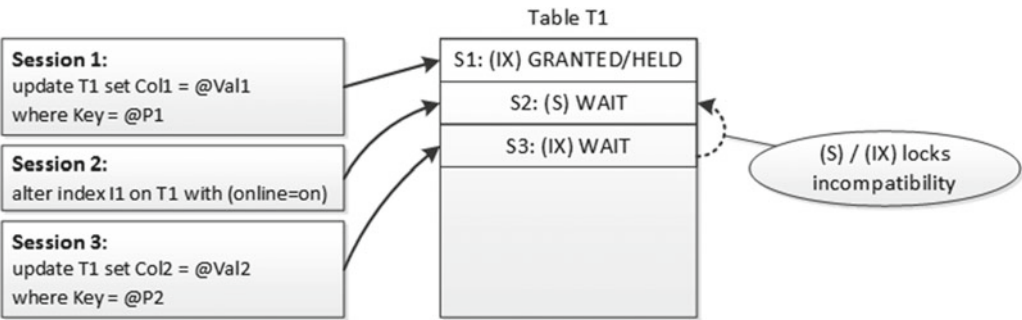 Table T1
Session 1:
update T1 set Col1 = @Val1
where Key = @P1
Session 2:
alter index I1 on T1 with (online=on)
Session 3:
update T1 set Col2 = @Val2
where Key = @P2
S1: (IX) GRANTED/HELD
S2: (S) WAIT
S3: (IX) WAIT
(S) / (IX) locks
incompatibility